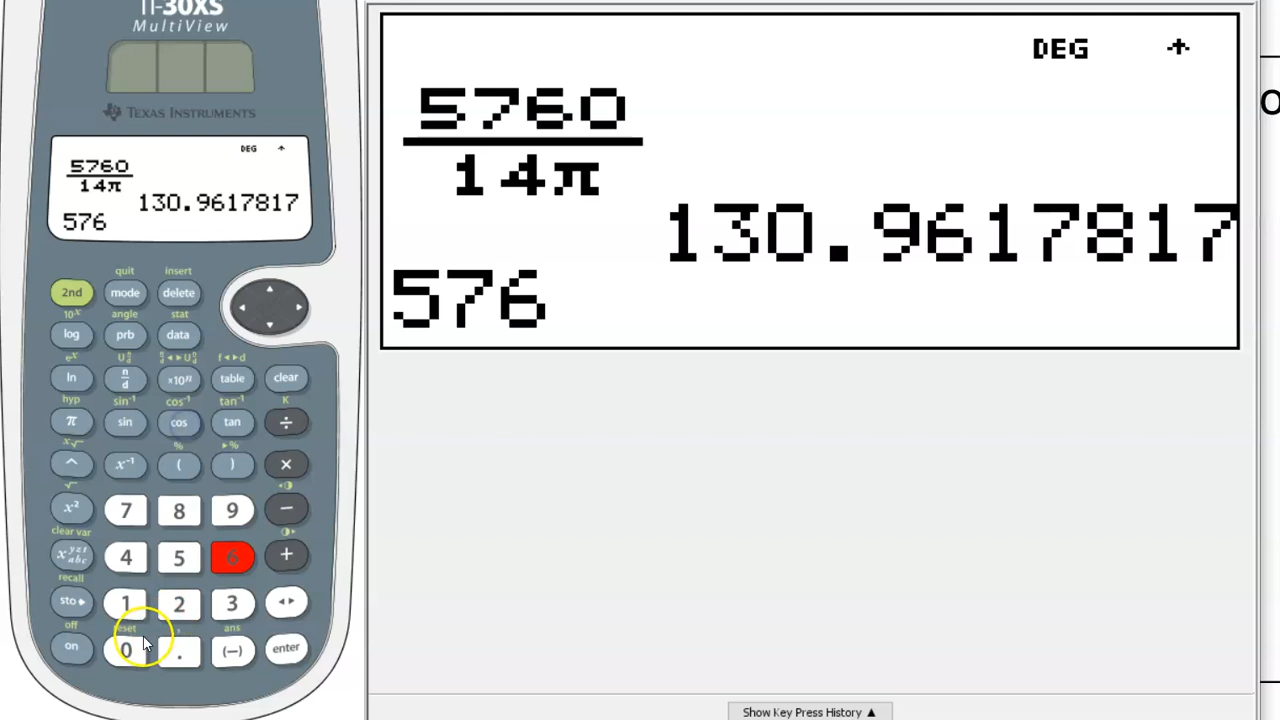 TI-30XS
MultiView
TEXAS INSTRUMENTS
DEG
5760
14π
130.9617817
576
quit insert
2nd mode delete
10ˣ angle stat
log prb data
eˣ U n/d n/d ◄► U n/d f◄►d
ln n/d ×10ⁿ table clear
hyp sin⁻¹ cos⁻¹ tan⁻¹ K
π sin cos tan ÷
ˣ√ % ►%
^ x⁻¹ ( ) ×
√
x² 7 8 9 −
clear var
x yzt abc 4 5 6 +
recall
sto► 1 2 3 ◄►
off reset , ans
on 0 . (−) enter
DEG
5760
14π
130.9617817
576
Show Key Press History ▲